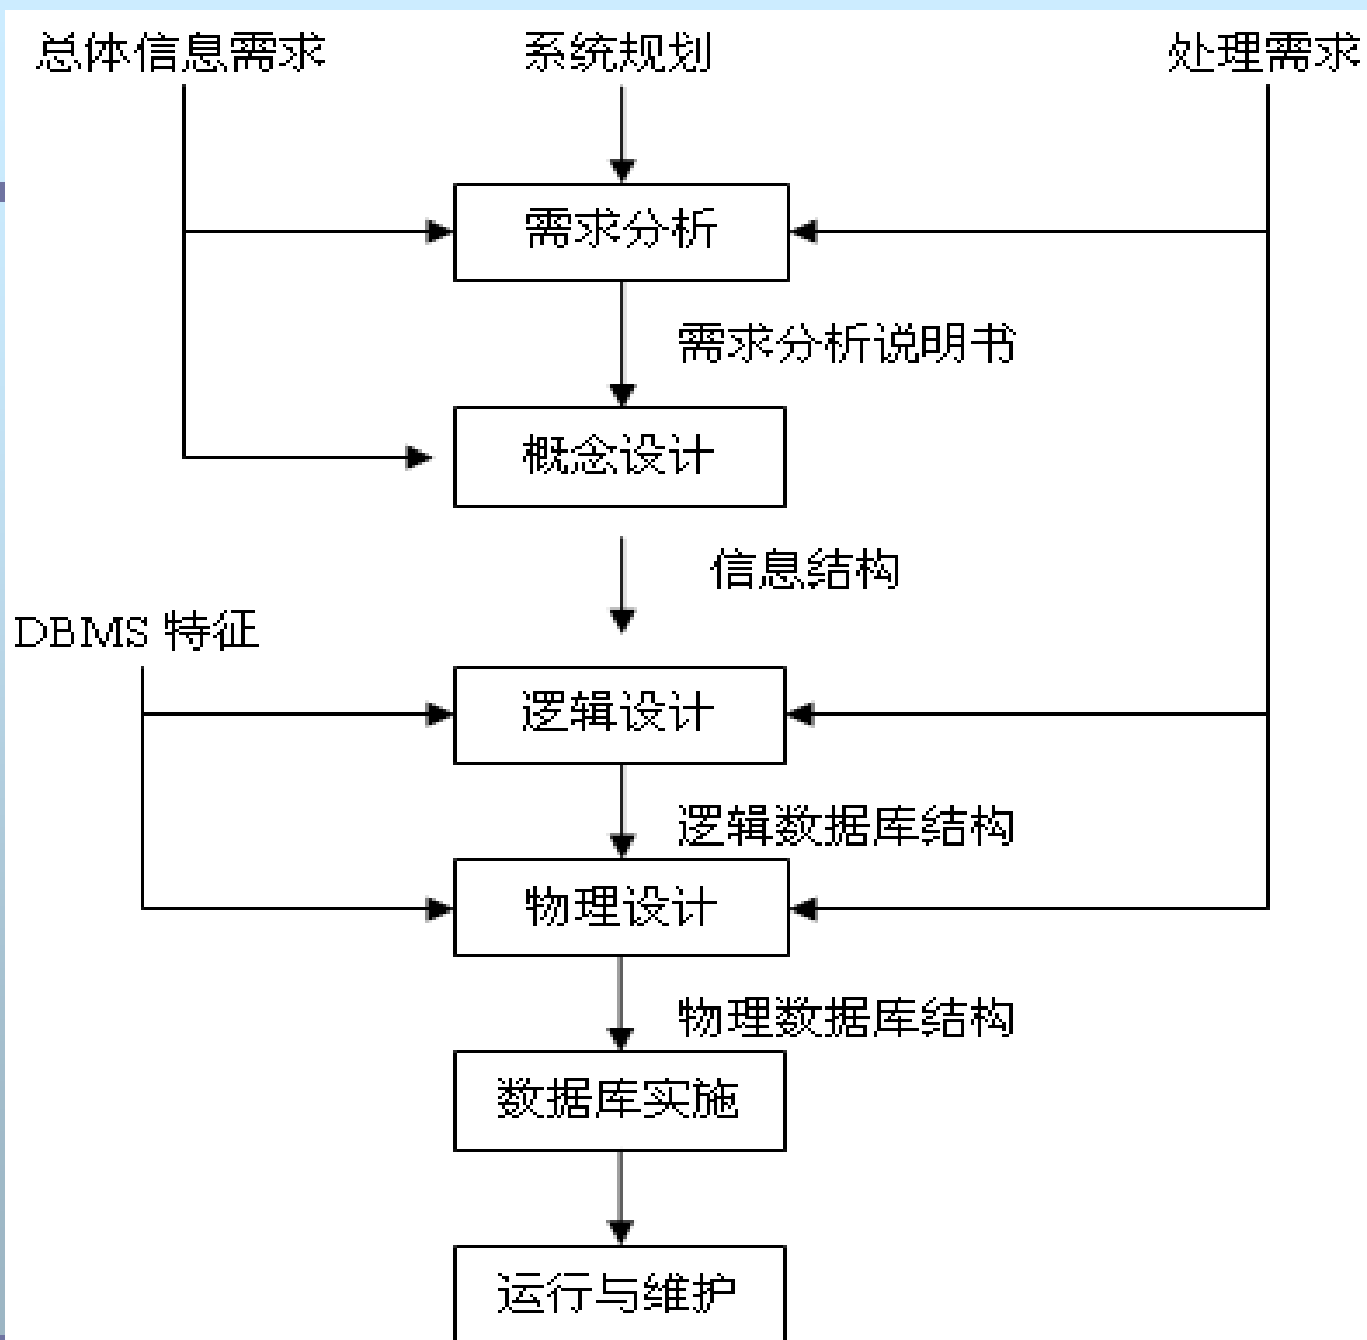 总体信息需求
系统规划
处理需求
需求分析
需求分析说明书
概念设计
信息结构
DBMS 特征
逻辑设计
逻辑数据库结构
物理设计
物理数据库结构
数据库实施
运行与维护